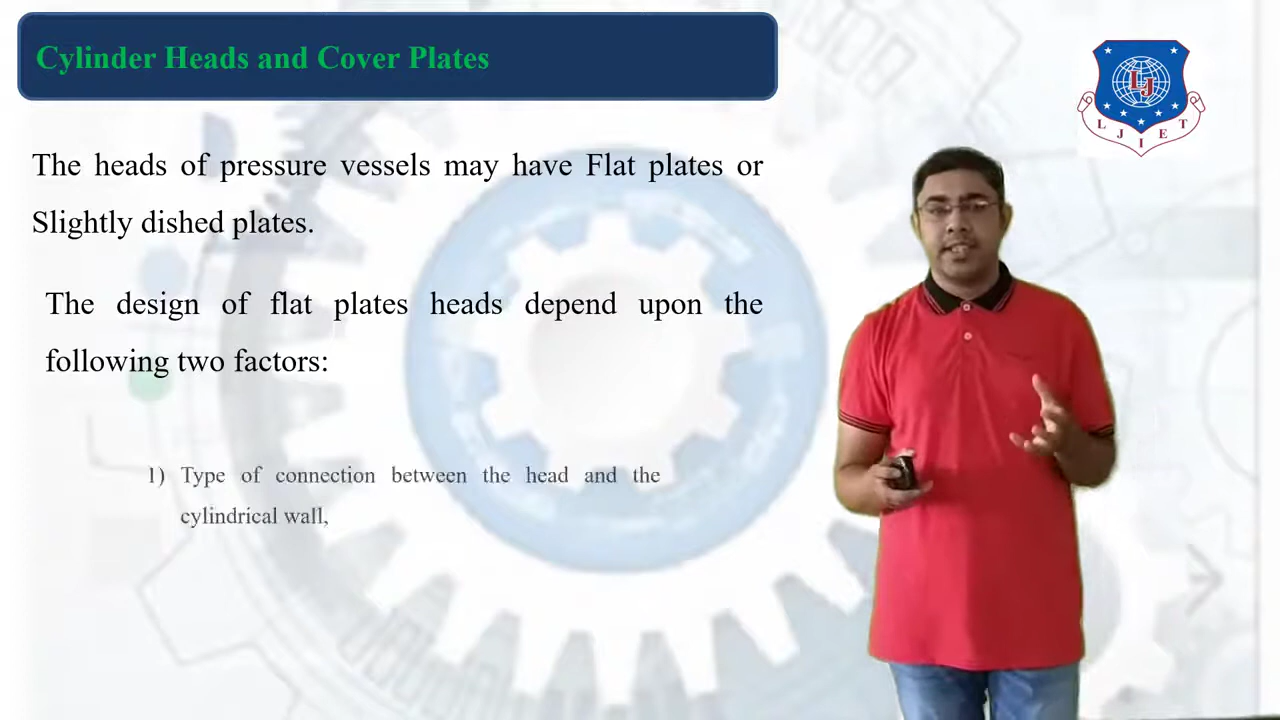 Cylinder Heads and Cover Plates
The heads of pressure vessels may have Flat plates or
Slightly dished plates.
The design of flat plates heads depend upon the
following two factors:
1) Type of connection between the head and the
cylindrical wall,
LJ
L J I E T